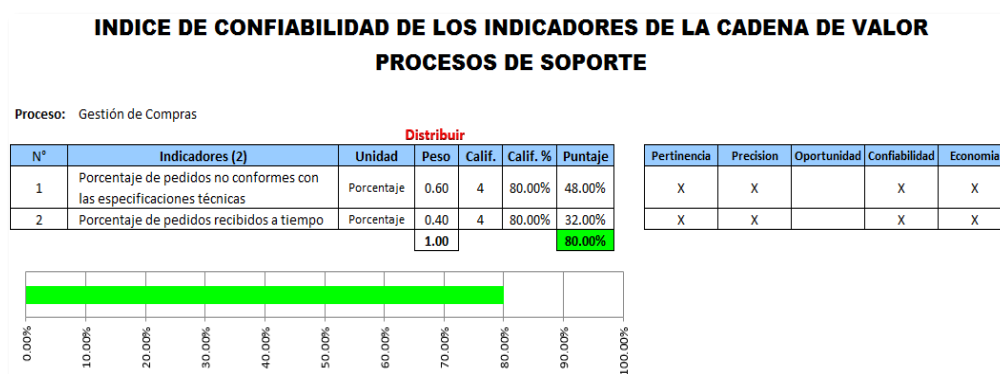 INDICE DE CONFIABILIDAD DE LOS INDICADORES DE LA CADENA DE VALOR
PROCESOS DE SOPORTE
Proceso: Gestión de Compras
Distribuir
N° Indicadores (2) Unidad Peso Calif. Calif. % Puntaje Pertinencia Precision Oportunidad Confiabilidad Economia
1 Porcentaje de pedidos no conformes con
las especificaciones técnicas Porcentaje 0.60 4 80.00% 48.00% X X X X
2 Porcentaje de pedidos recibidos a tiempo Porcentaje 0.40 4 80.00% 32.00% X X X X
1.00 80.00%
0.00% 10.00% 20.00% 30.00% 40.00% 50.00% 60.00% 70.00% 80.00% 90.00% 100.00%